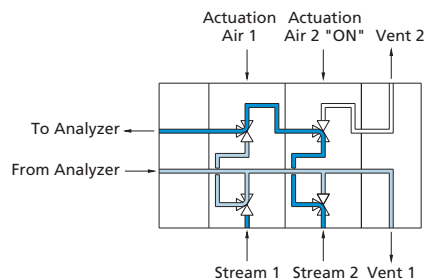 Actuation Actuation
Air 1 Air 2 "ON" Vent 2
To Analyzer
From Analyzer
Stream 1 Stream 2 Vent 1